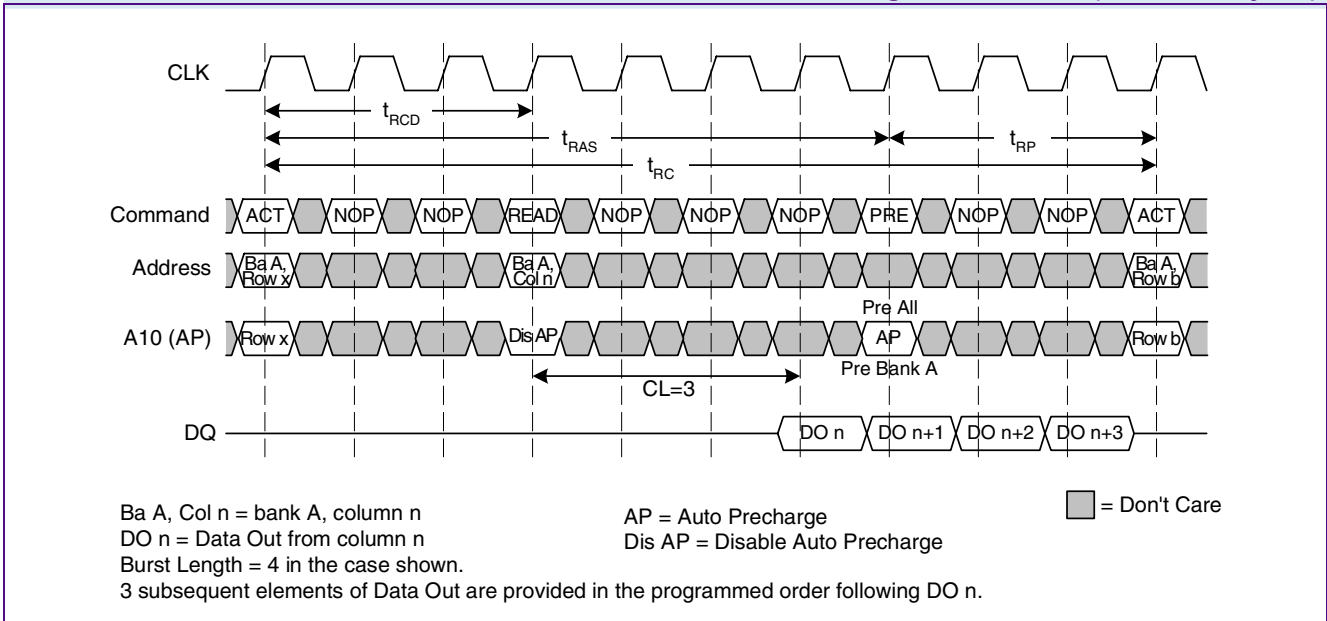 CLK
tRCD
tRAS
tRP
tRC
Command ACT NOP NOP READ NOP NOP NOP PRE NOP NOP ACT
Address Ba A, Row x Ba A, Col n Ba A, Row b
Pre All
A10 (AP) Row x Dis AP AP Row b
Pre Bank A
CL=3
DQ DO n DO n+1 DO n+2 DO n+3
Ba A, Col n = bank A, column n
DO n = Data Out from column n
Burst Length = 4 in the case shown.
3 subsequent elements of Data Out are provided in the programmed order following DO n.
AP = Auto Precharge
Dis AP = Disable Auto Precharge
= Don't Care